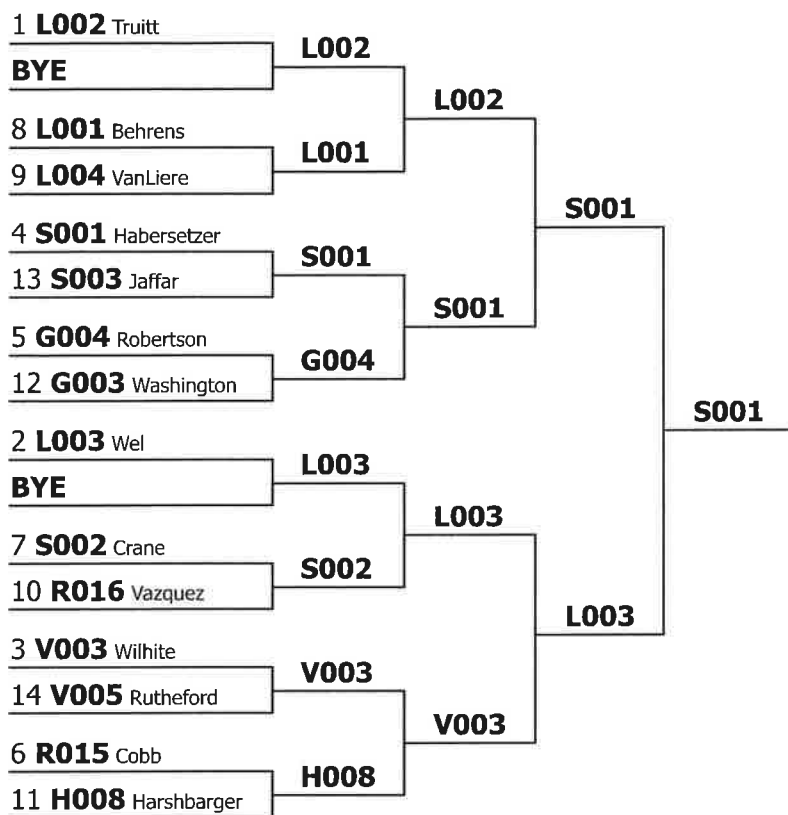 1 L002 Truitt
BYE
8 L001 Behrens
9 L004 VanLiere
4 S001 Habersetzer
13 S003 Jaffar
5 G004 Robertson
12 G003 Washington
2 L003 Wel
BYE
7 S002 Crane
10 R016 Vazquez
3 V003 Wilhite
14 V005 Rutheford
6 R015 Cobb
11 H008 Harshbarger
L002
L001
S001
G004
L003
S002
V003
H008
L002
S001
L003
V003
S001
L003
S001